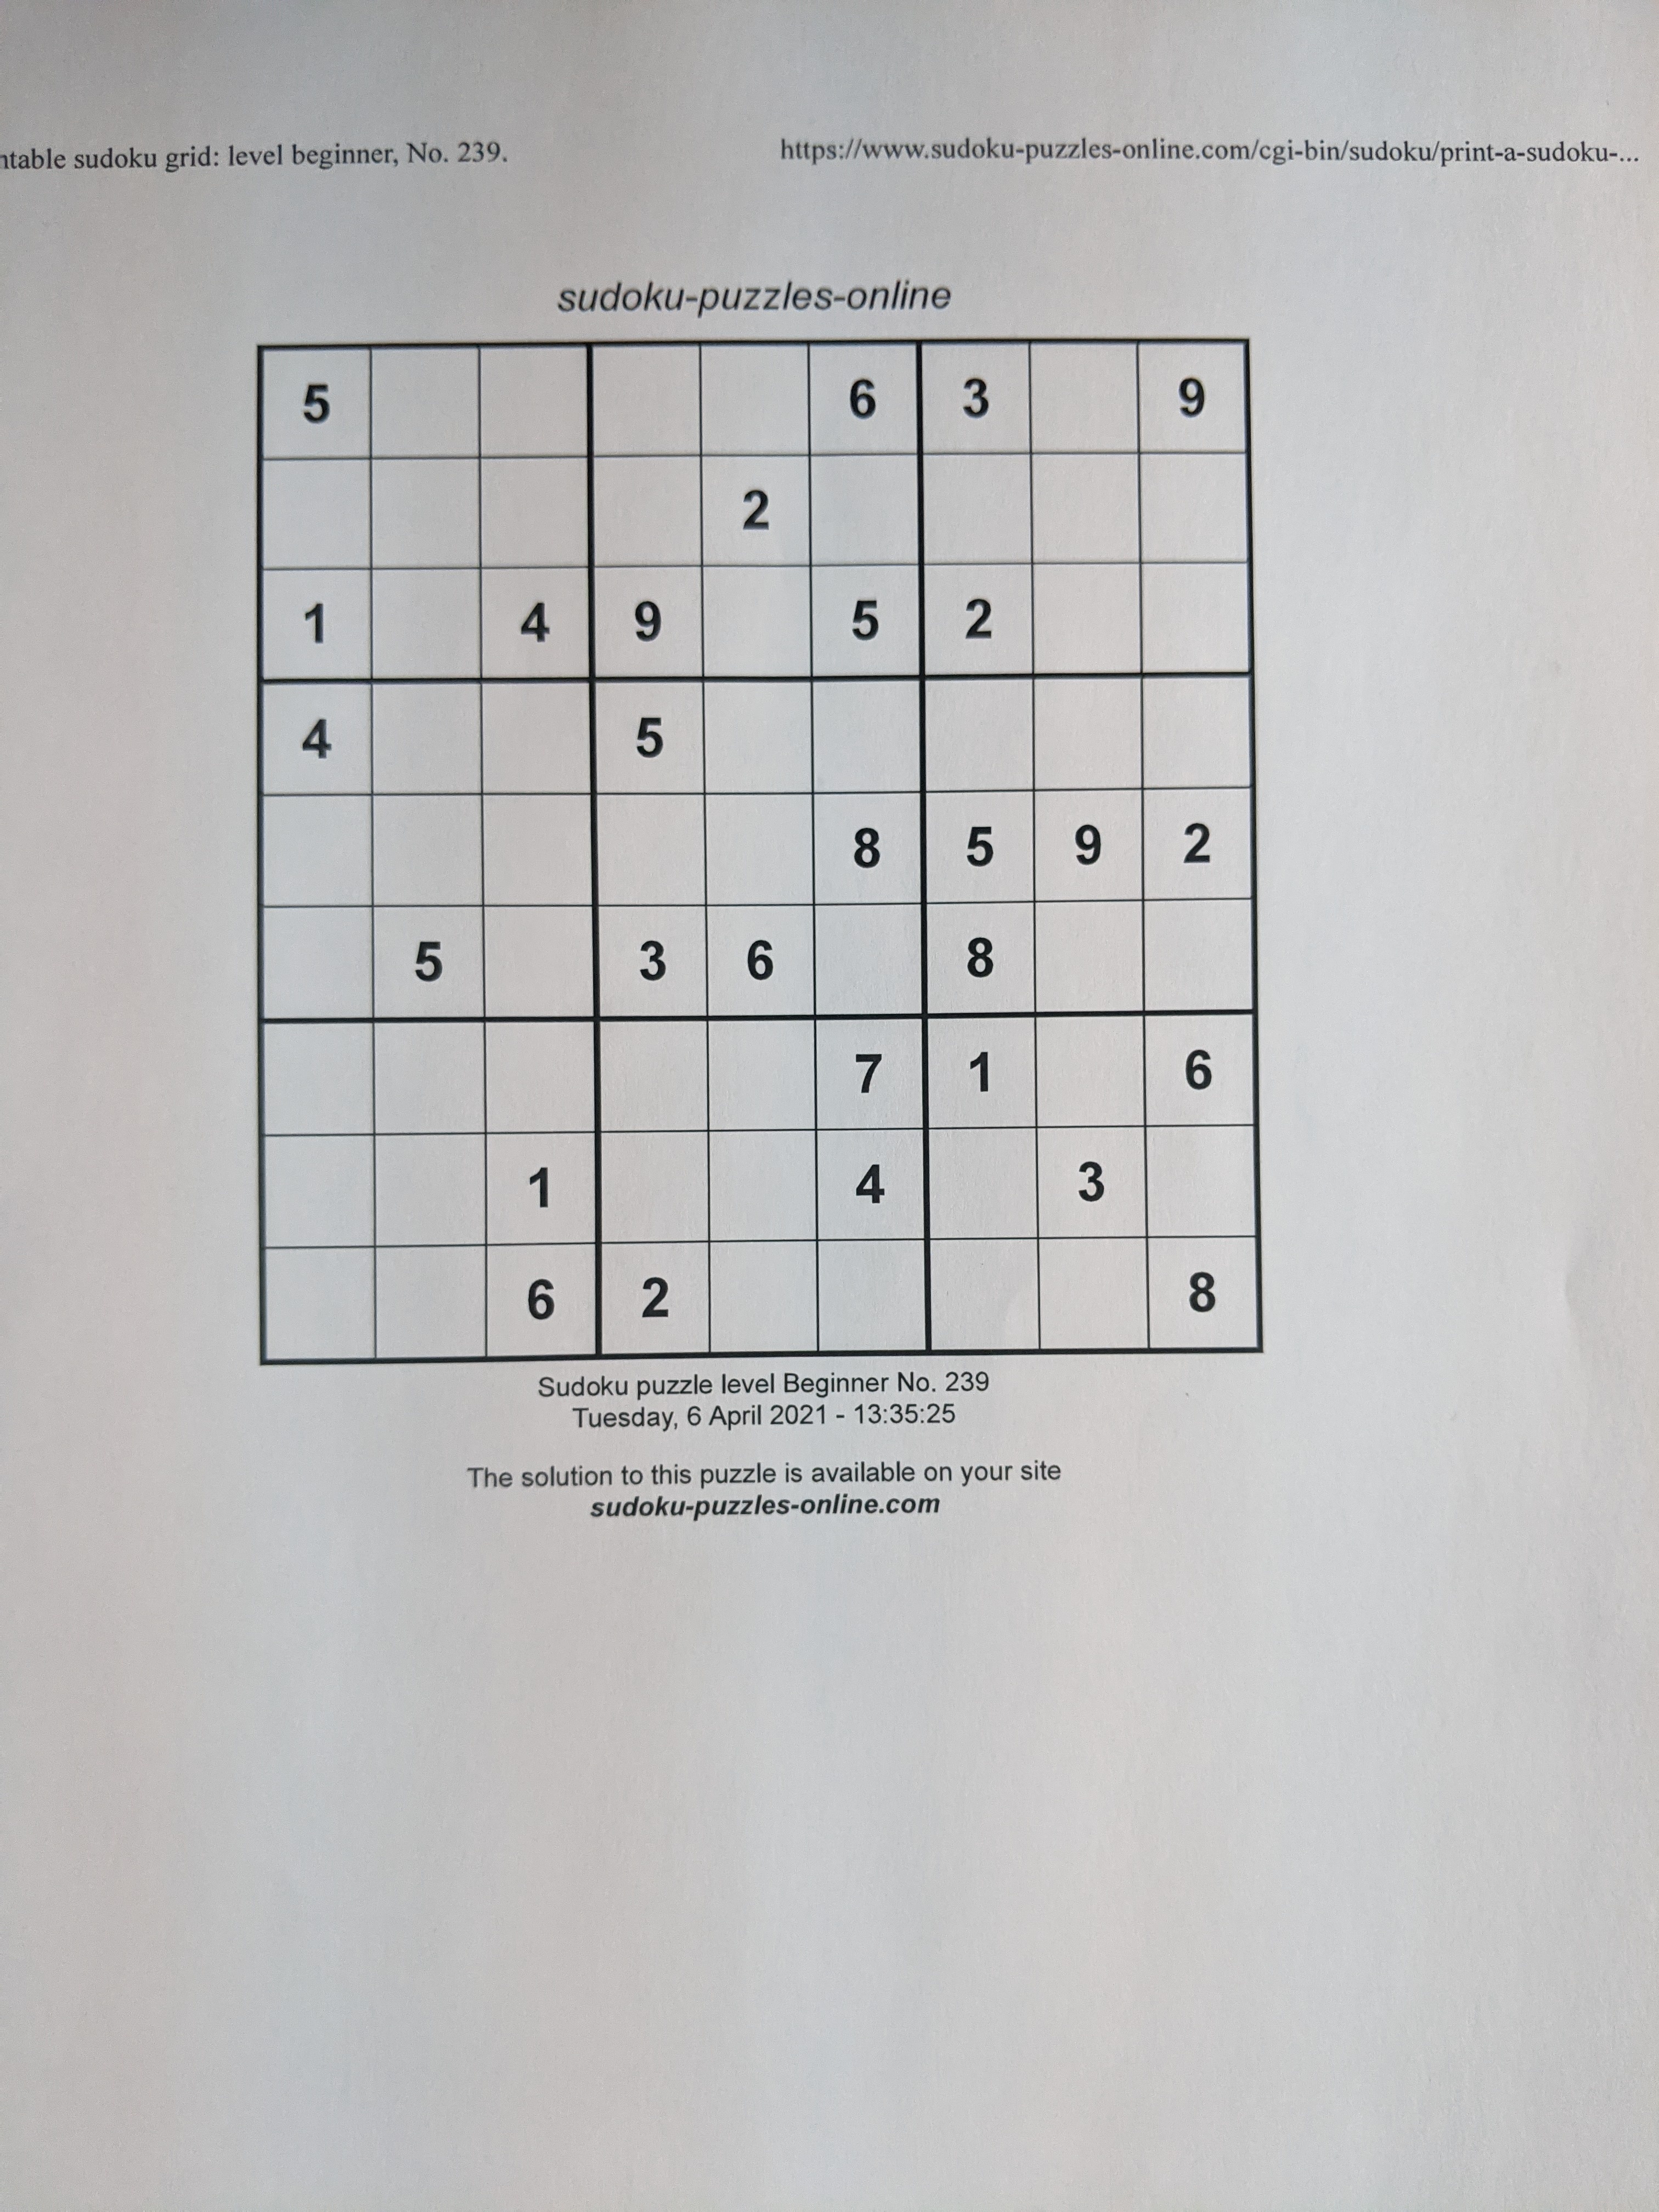 ntable sudoku grid: level beginner, No. 239.
https://www.sudoku-puzzles-online.com/cgi-bin/sudoku/print-a-sudoku-...
sudoku-puzzles-online
5 6 3 9
2
1 4 9 5 2
4 5
8 5 9 2
5 3 6 8
7 1 6
1 4 3
6 2 8
Sudoku puzzle level Beginner No. 239
Tuesday, 6 April 2021 - 13:35:25
The solution to this puzzle is available on your site
sudoku-puzzles-online.com